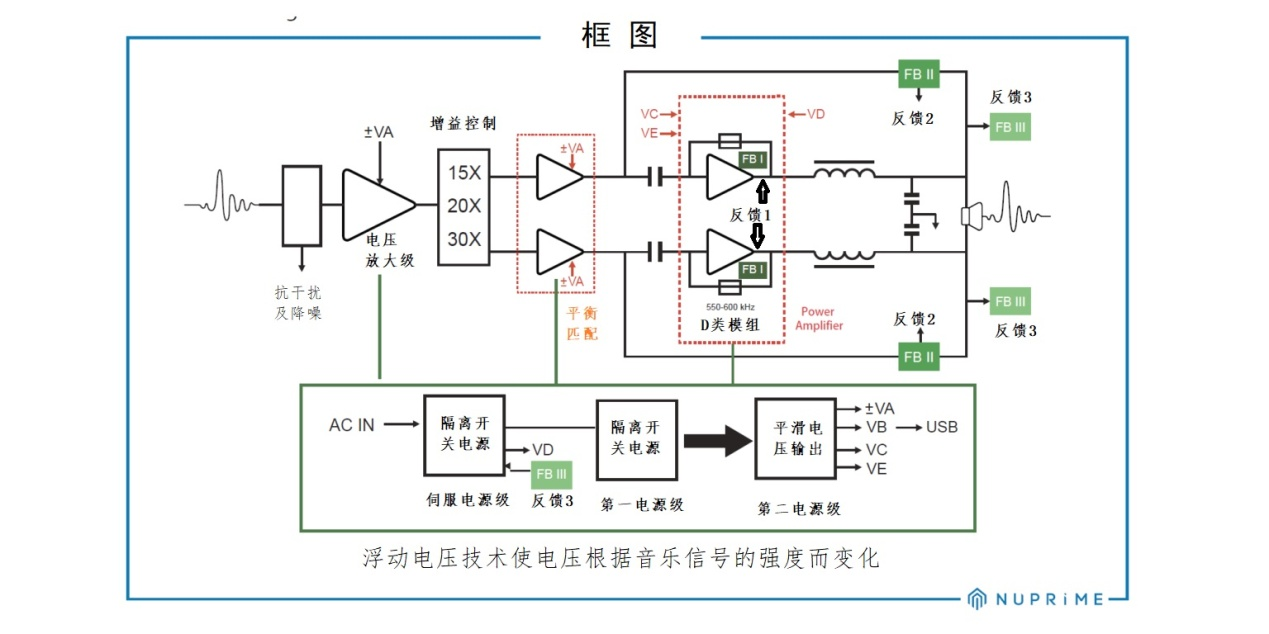 框 图
FB II
反馈2
反馈3
FB III
VC
VE
VD
±VA
增益控制
±VA
15X
20X
30X
FB I
反馈1
FB I
电压
放大级
±VA
抗干扰
及降噪
平衡
匹配
550-600 kHz
D类模组
Power
Amplifier
反馈2
FB II
FB III
反馈3
AC IN
隔离开
关电源
VD
FB III
伺服电源级
反馈3
隔离开
关电源
第一电源级
平滑电
压输出
±VA
VB
USB
VC
VE
第二电源级
浮动电压技术使电压根据音乐信号的强度而变化
NUPRiME